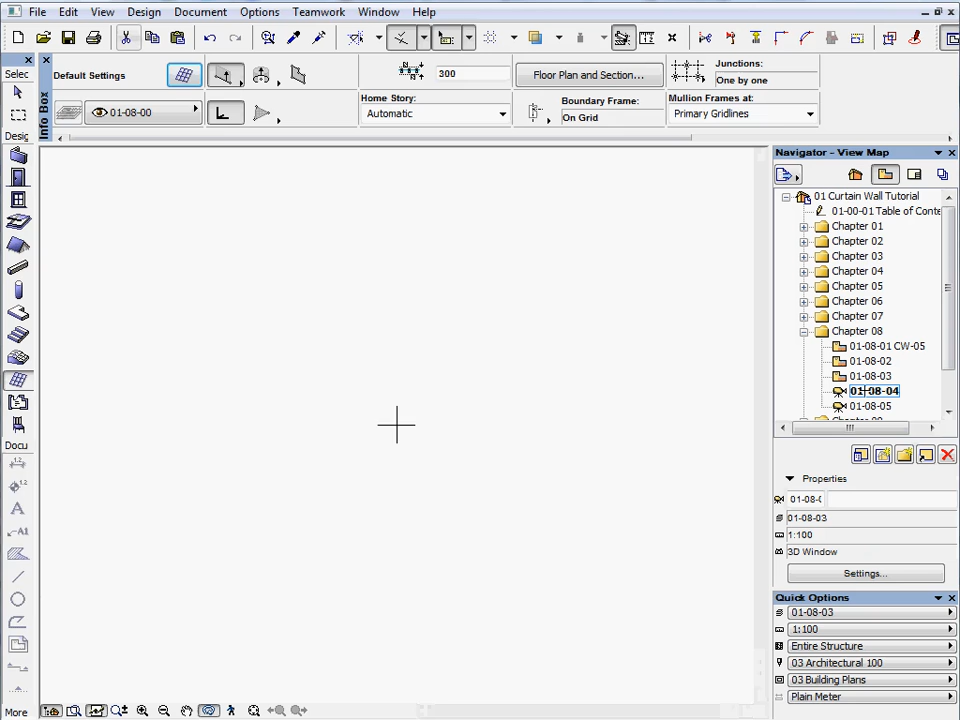 File Edit View Design Document Options Teamwork Window Help
Selec
Default Settings
300
Floor Plan and Section...
Junctions:
One by one
Info Box
01-08-00
Home Story:
Automatic
Boundary Frame:
On Grid
Mullion Frames at:
Primary Gridlines
Desig
Docu
More
Navigator - View Map
01 Curtain Wall Tutorial
01-00-01 Table of Conte
Chapter 01
Chapter 02
Chapter 03
Chapter 04
Chapter 05
Chapter 06
Chapter 07
Chapter 08
01-08-01 CW-05
01-08-02
01-08-03
01-08-04
01-08-05
Properties
01-08-0
01-08-03
1:100
3D Window
Settings...
Quick Options
01-08-03
1:100
Entire Structure
03 Architectural 100
03 Building Plans
Plain Meter